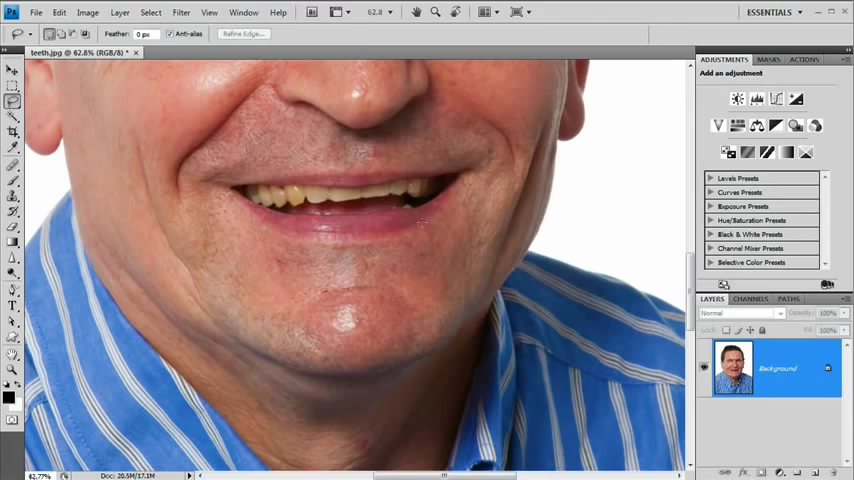 Ps File Edit Image Layer Select Filter View Window Help 62.8 ESSENTIALS
Feather: 0 px Anti-alias Refine Edge...
teeth.jpg @ 62.8% (RGB/8) *
ADJUSTMENTS MASKS ACTIONS
Add an adjustment
Levels Presets
Curves Presets
Exposure Presets
Hue/Saturation Presets
Black & White Presets
Channel Mixer Presets
Selective Color Presets
LAYERS CHANNELS PATHS
Normal Opacity: 100%
Lock: Fill: 100%
Background
62.77% Doc: 20.5M/17.1M